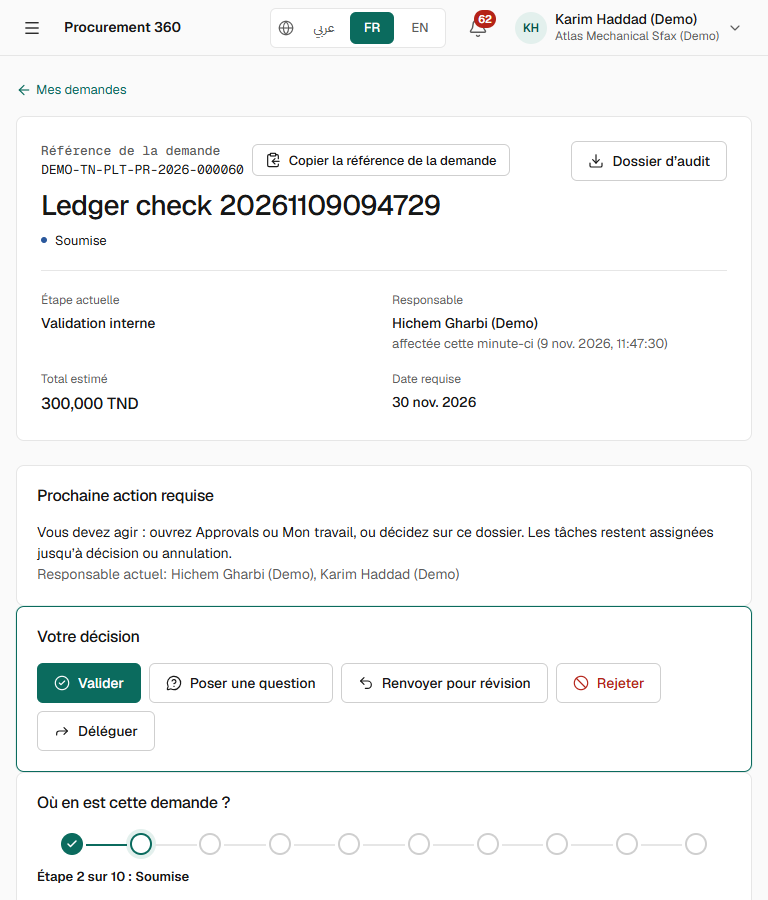 Procurement 360
عربي
FR
EN
62
KH
Karim Haddad (Demo)
Atlas Mechanical Sfax (Demo)
Mes demandes
Référence de la demande
DEMO-TN-PLT-PR-2026-000060
Copier la référence de la demande
Dossier d’audit
Ledger check 20261109094729
Soumise
Étape actuelle
Validation interne
Responsable
Hichem Gharbi (Demo)
affectée cette minute-ci (9 nov. 2026, 11:47:30)
Total estimé
300,000 TND
Date requise
30 nov. 2026
Prochaine action requise
Vous devez agir : ouvrez Approvals ou Mon travail, ou décidez sur ce dossier. Les tâches restent assignées
jusqu'à décision ou annulation.
Responsable actuel: Hichem Gharbi (Demo), Karim Haddad (Demo)
Votre décision
Valider
Poser une question
Renvoyer pour révision
Rejeter
Déléguer
Où en est cette demande ?
Étape 2 sur 10 : Soumise